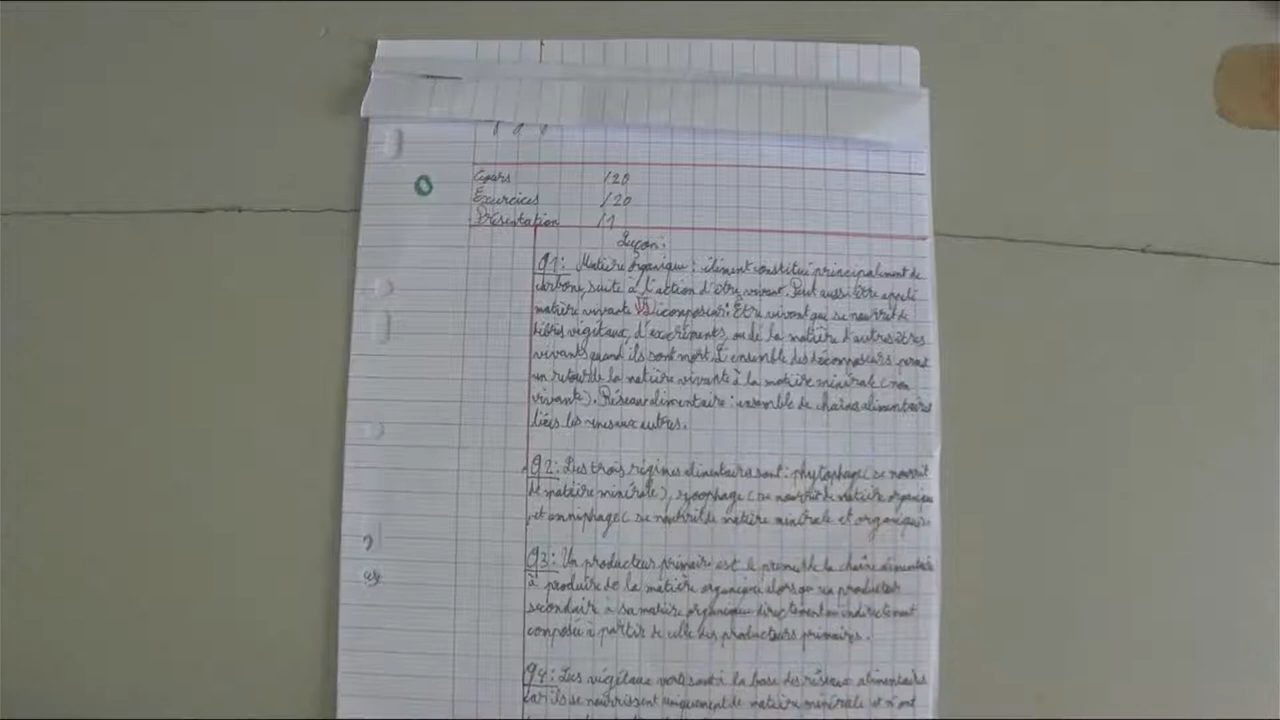 Cours /20
Exercices /20
Présentation /1
Leçon:
Q1: Matière organique : élément constitué principalement de
carbone, suite à l'action d'être vivant. Peut aussi être appelé
matière vivante Décomposeur: Être vivant qui se nourrit de
débris végétaux, d'excréments ou de la matière d'autres êtres
vivants quand ils sont mort. L'ensemble des décomposeurs permet
un retour de la matière vivante à la matière minérale (non
vivante). Réseau alimentaire : ensemble de chaînes alimentaires
liées les unes aux autres.
Q2: Les trois régimes alimentaires sont : phytophage( se nourrit
de matière minérale), zoophage ( se nourrit de matière organique
et omniphage( se nourrit de matière minérale et organique.
Q3: Un producteur primaire est le premier de la chaîne alimentaire
à produire de la matière organique alors qu'un producteur
secondaire à sa matière organique directement ou indirectement
composée à partir de celle des producteurs primaires.
Q4: Les végétaux verts sont à la base des réseaux alimentaires
car ils se nourrissent uniquement de matière minérale et n'ont